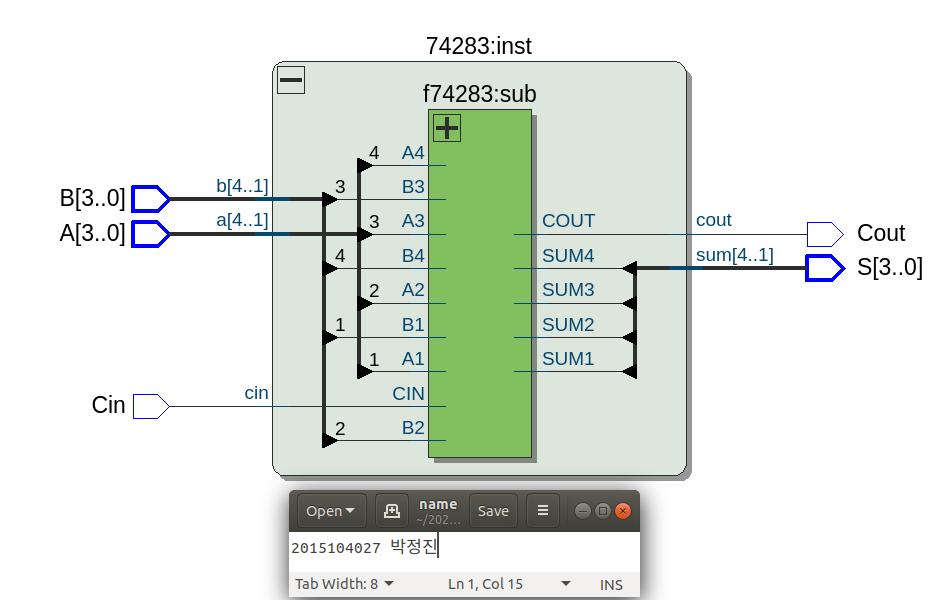 74283:inst
f74283:sub
4 A4
B[3..0] b[4..1] 3 B3
A[3..0] a[4..1] 3 A3 COUT cout Cout
4 B4 SUM4 sum[4..1] S[3..0]
2 A2 SUM3
1 B1 SUM2
1 A1 SUM1
Cin cin CIN
2 B2
Open name Save
~/202...
2015104027 박정진
Tab Width: 8 Ln 1, Col 15 INS